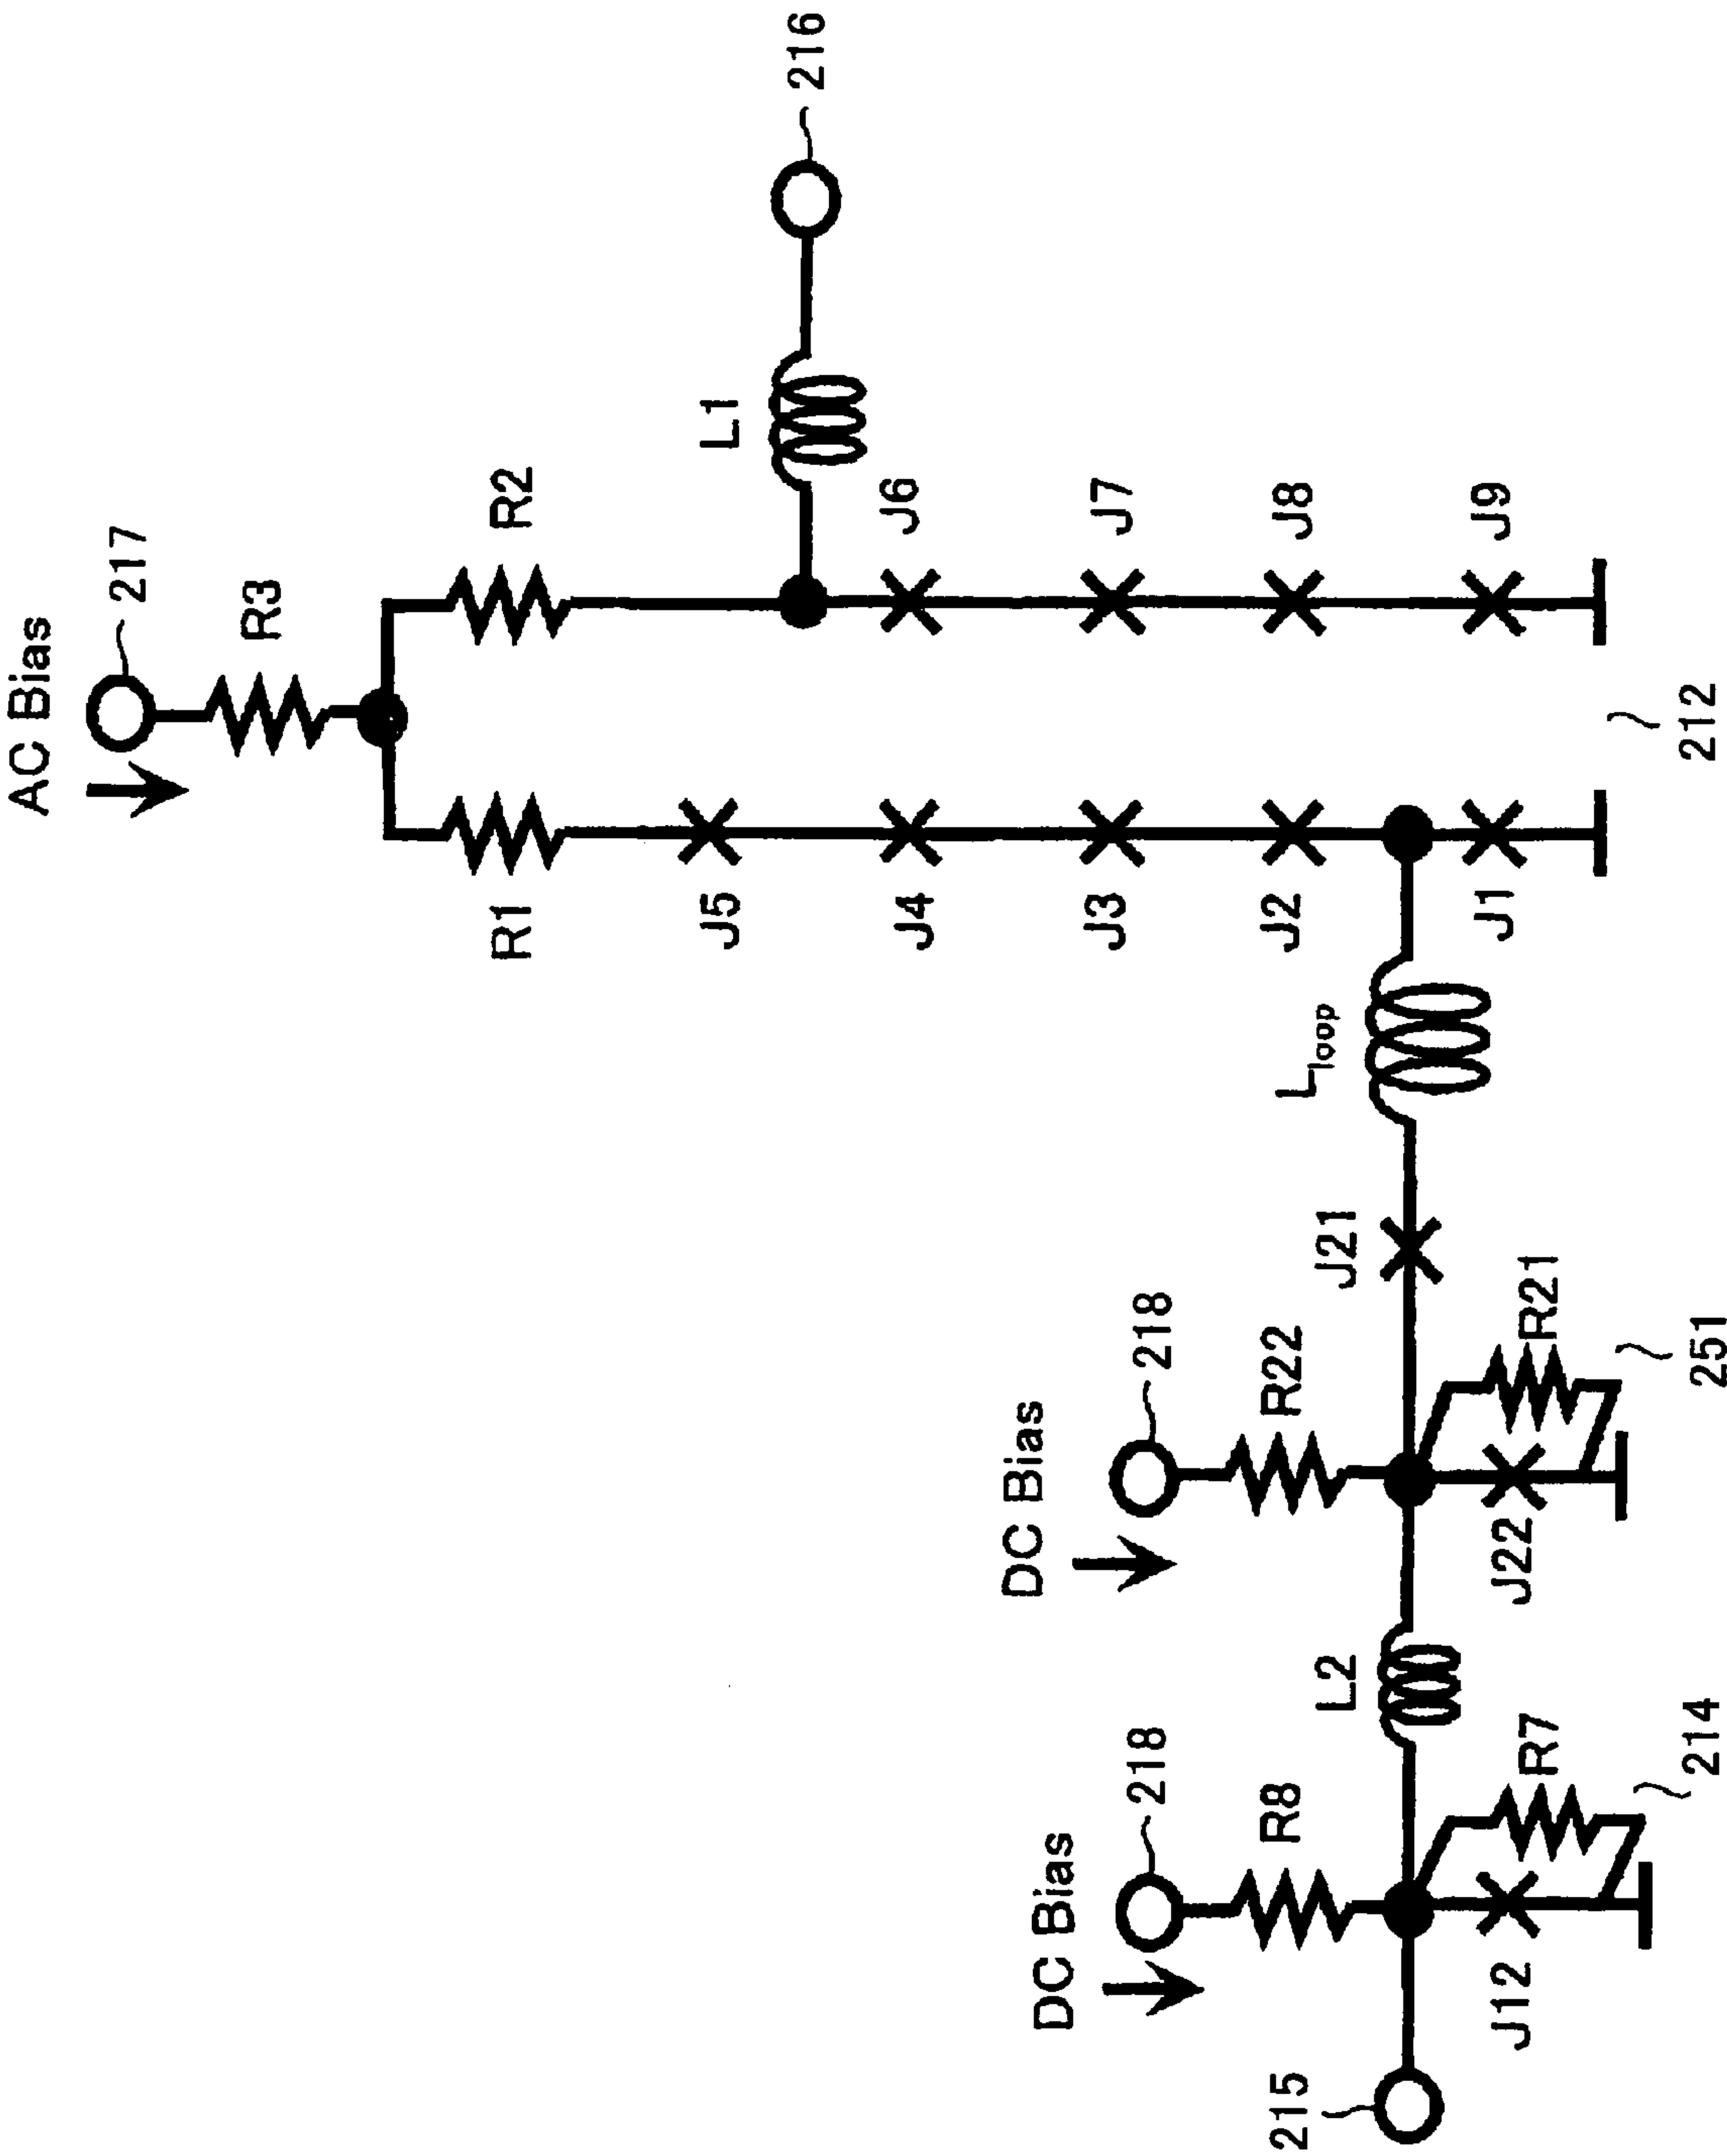 AC Bias
217
R3
R1
R2
J5
L1
216
J4
J6
J3
J7
J2
J8
J1
J9
212
Lloop
J21
DC Bias
218
R22
J22
R21
251
L2
DC Bias
218
R8
J12
R7
214
215